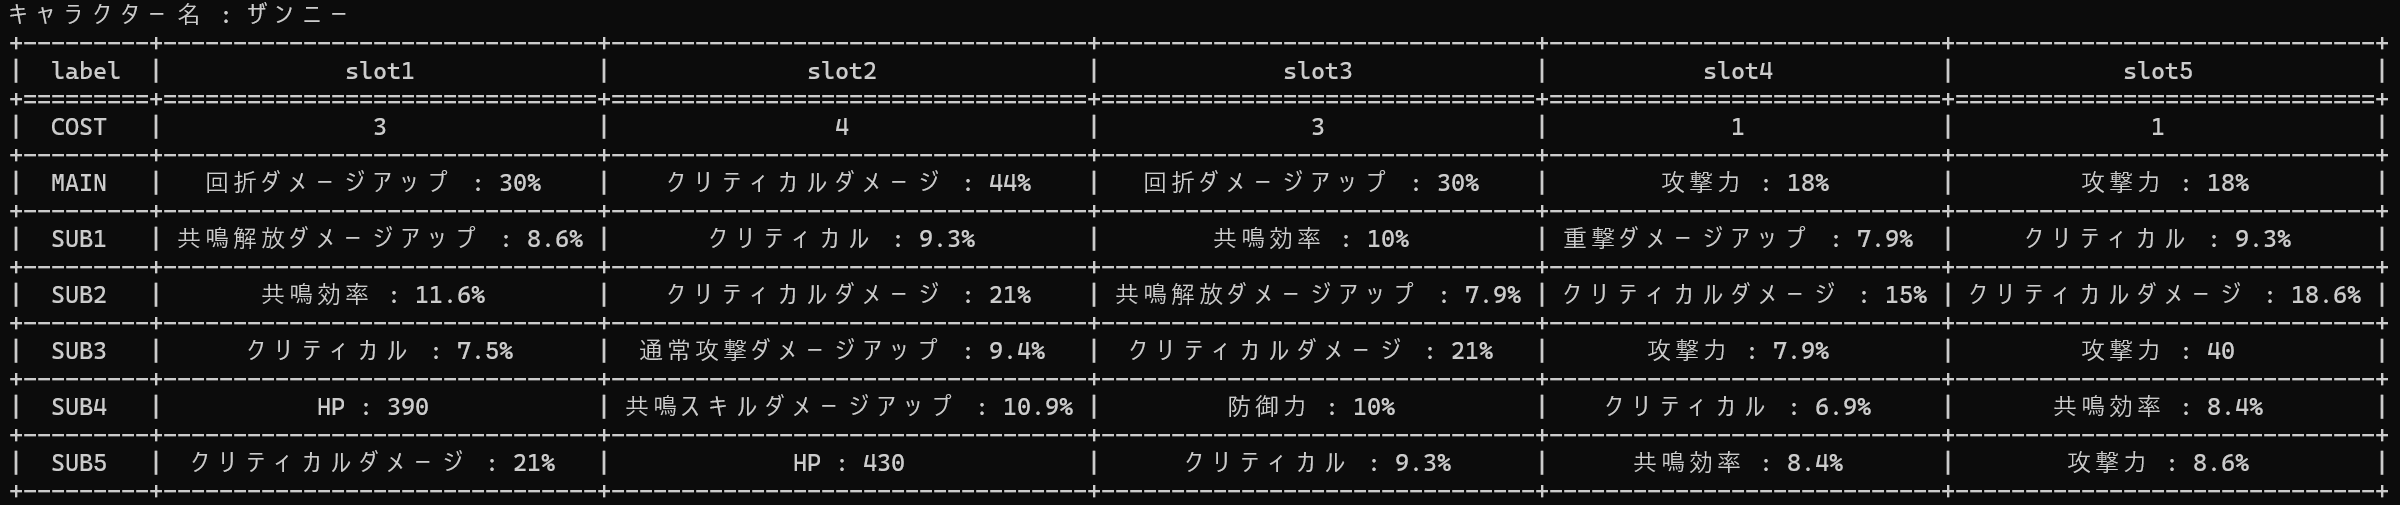 キャラクター名 : ザンニー
| label | slot1 | slot2 | slot3 | slot4 | slot5 |
| COST | 3 | 4 | 3 | 1 | 1 |
| MAIN | 回折ダメージアップ : 30% | クリティカルダメージ : 44% | 回折ダメージアップ : 30% | 攻撃力 : 18% | 攻撃力 : 18% |
| SUB1 | 共鳴解放ダメージアップ : 8.6% | クリティカル : 9.3% | 共鳴効率 : 10% | 重撃ダメージアップ : 7.9% | クリティカル : 9.3% |
| SUB2 | 共鳴効率 : 11.6% | クリティカルダメージ : 21% | 共鳴解放ダメージアップ : 7.9% | クリティカルダメージ : 15% | クリティカルダメージ : 18.6% |
| SUB3 | クリティカル : 7.5% | 通常攻撃ダメージアップ : 9.4% | クリティカルダメージ : 21% | 攻撃力 : 7.9% | 攻撃力 : 40 |
| SUB4 | HP : 390 | 共鳴スキルダメージアップ : 10.9% | 防御力 : 10% | クリティカル : 6.9% | 共鳴効率 : 8.4% |
| SUB5 | クリティカルダメージ : 21% | HP : 430 | クリティカル : 9.3% | 共鳴効率 : 8.4% | 攻撃力 : 8.6% |